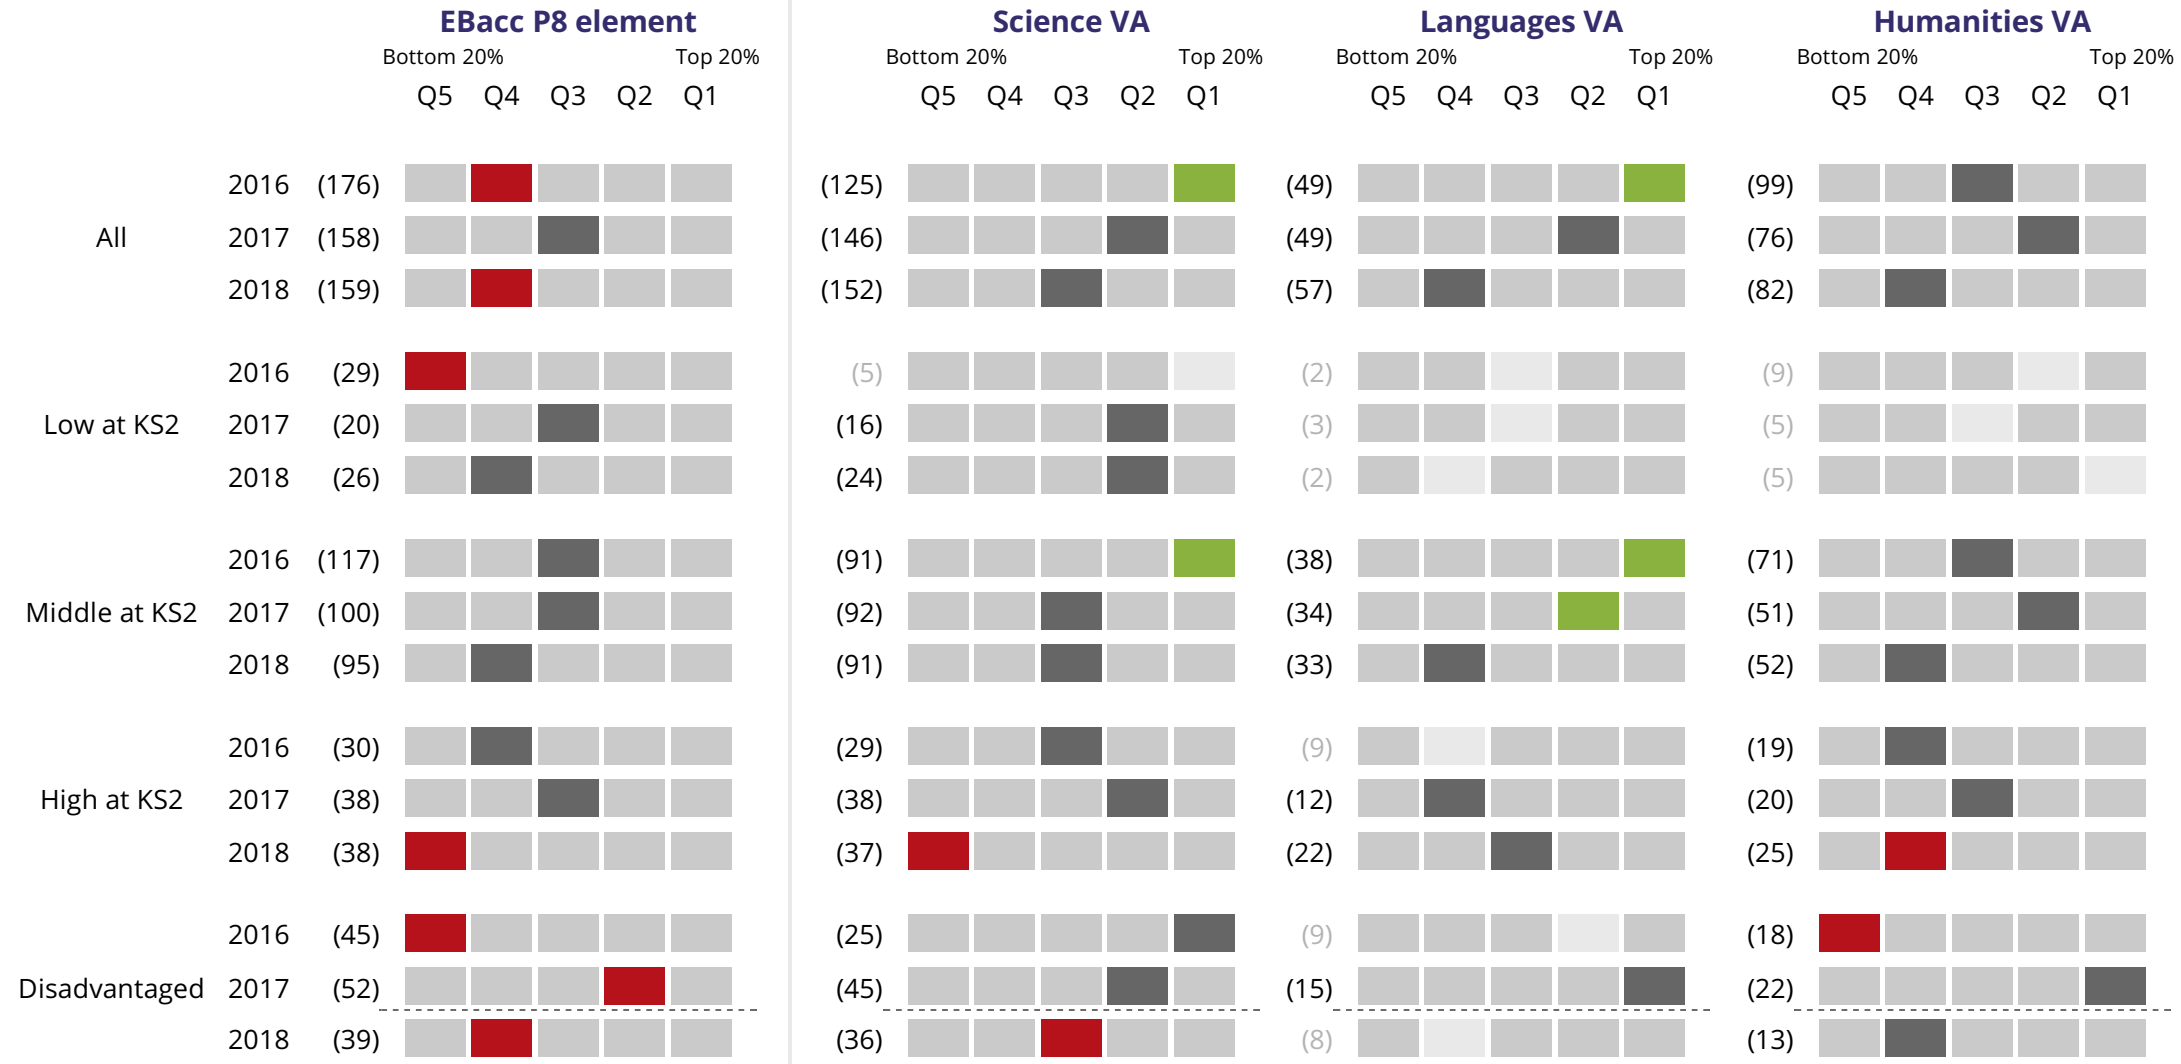 EBacc P8 element Science VA Languages VA Humanities VA
Bottom 20% Top 20% Bottom 20% Top 20% Bottom 20% Top 20% Bottom 20% Top 20%
Q5 Q4 Q3 Q2 Q1 Q5 Q4 Q3 Q2 Q1 Q5 Q4 Q3 Q2 Q1 Q5 Q4 Q3 Q2 Q1
2016 (176) (125) (49) (99)
All 2017 (158) (146) (49) (76)
2018 (159) (152) (57) (82)
2016 (29) (5) (2) (9)
Low at KS2 2017 (20) (16) (3) (5)
2018 (26) (24) (2) (5)
2016 (117) (91) (38) (71)
Middle at KS2 2017 (100) (92) (34) (51)
2018 (95) (91) (33) (52)
2016 (30) (29) (9) (19)
High at KS2 2017 (38) (38) (12) (20)
2018 (38) (37) (22) (25)
2016 (45) (25) (9) (18)
Disadvantaged 2017 (52) (45) (15) (22)
2018 (39) (36) (8) (13)